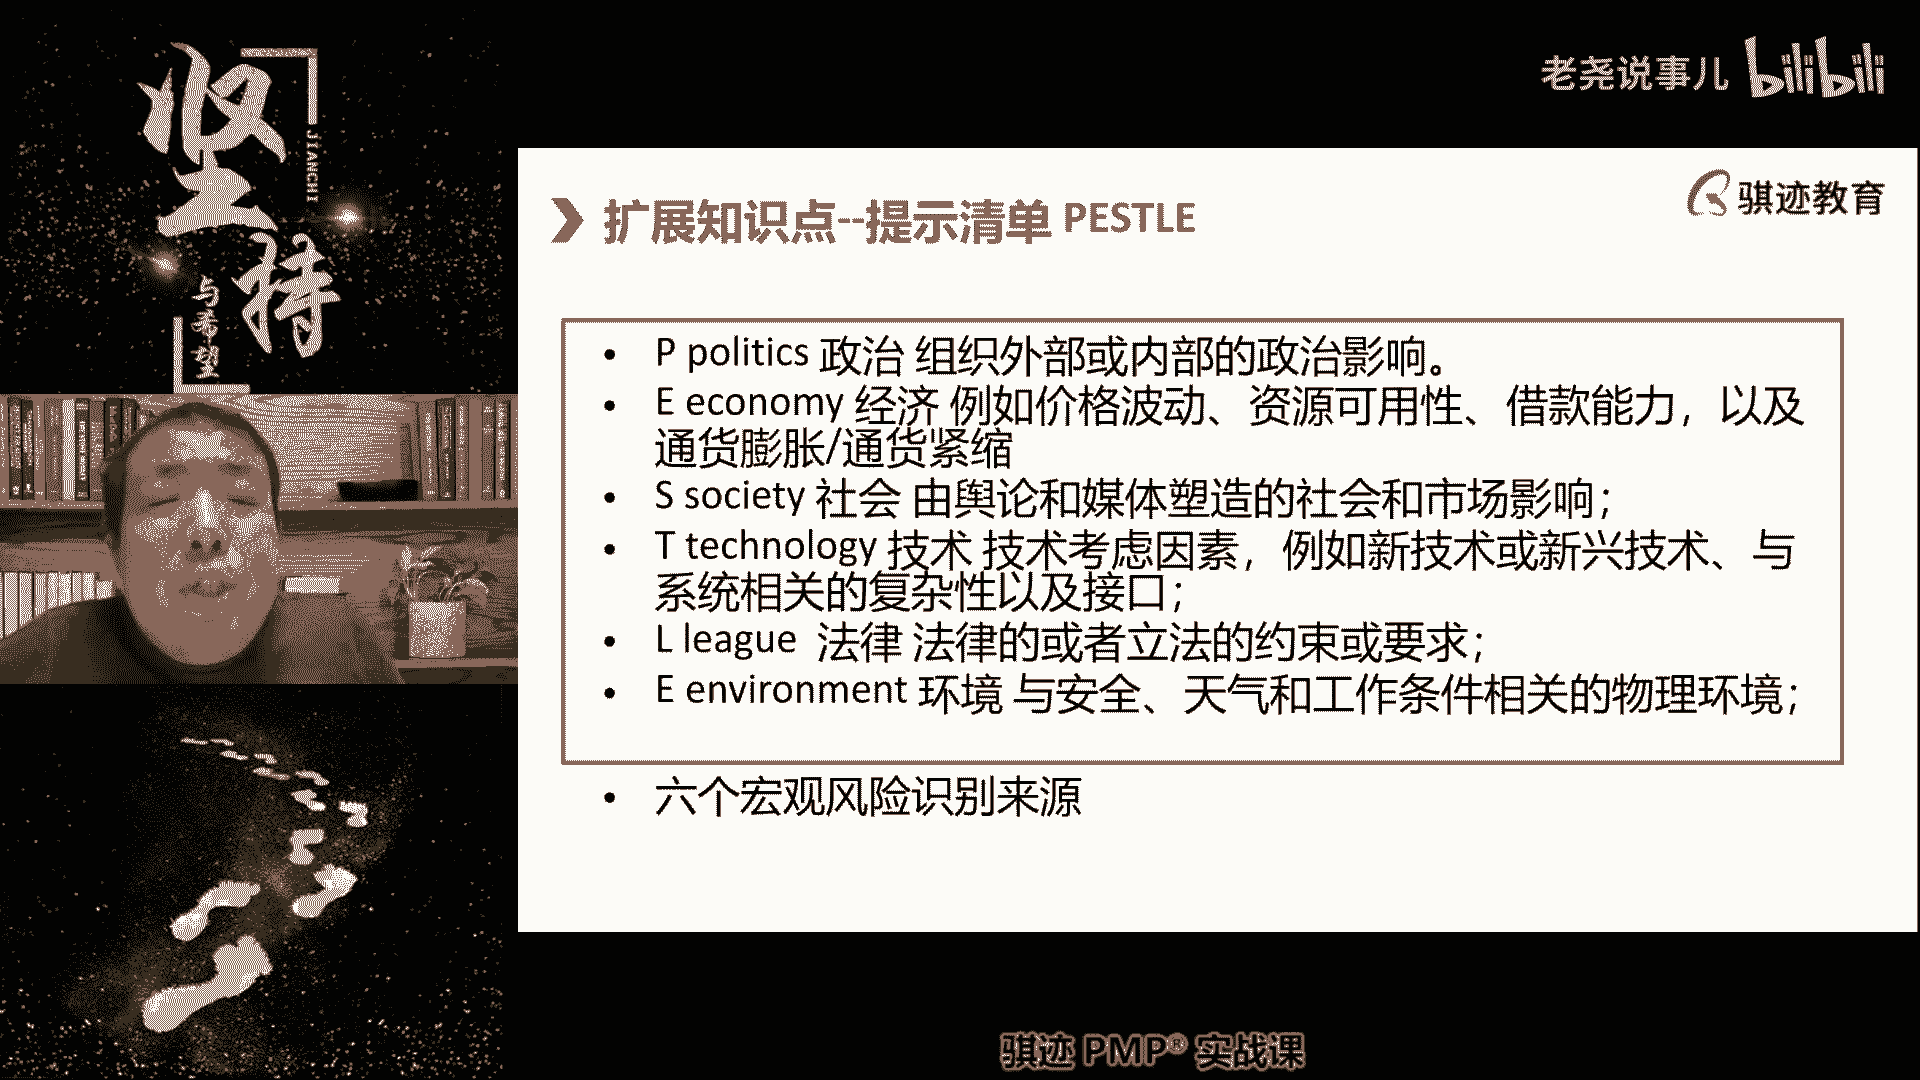 坚持
JIANCHI
与希望
老尧说事儿 bilibili
骐迹教育
扩展知识点--提示清单 PESTLE
• P politics 政治 组织外部或内部的政治影响。
• E economy 经济 例如价格波动、资源可用性、借款能力，以及
通货膨胀/通货紧缩
• S society 社会 由舆论和媒体塑造的社会和市场影响；
• T technology 技术 技术考虑因素，例如新技术或新兴技术、与
系统相关的复杂性以及接口；
• L league 法律 法律的或者立法的约束或要求；
• E environment 环境 与安全、天气和工作条件相关的物理环境；
• 六个宏观风险识别来源
骐迹 PMP® 实战课